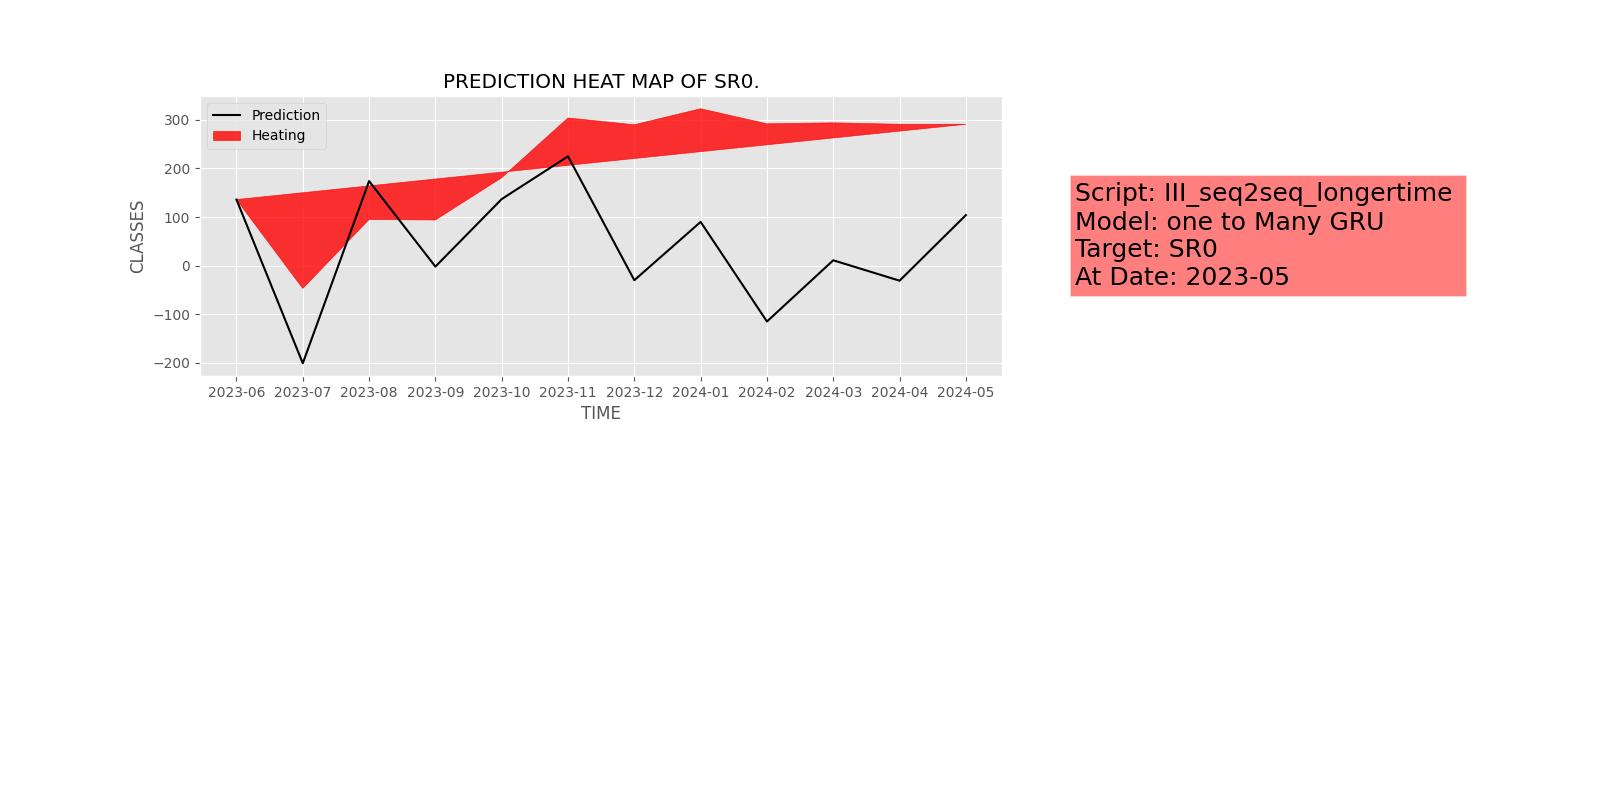 PREDICTION HEAT MAP OF SR0.
Prediction
Heating
CLASSES
300
200
100
0
−100
−200
2023-06 2023-07 2023-08 2023-09 2023-10 2023-11 2023-12 2024-01 2024-02 2024-03 2024-04 2024-05
TIME
Script: III_seq2seq_longertime
Model: one to Many GRU
Target: SR0
At Date: 2023-05